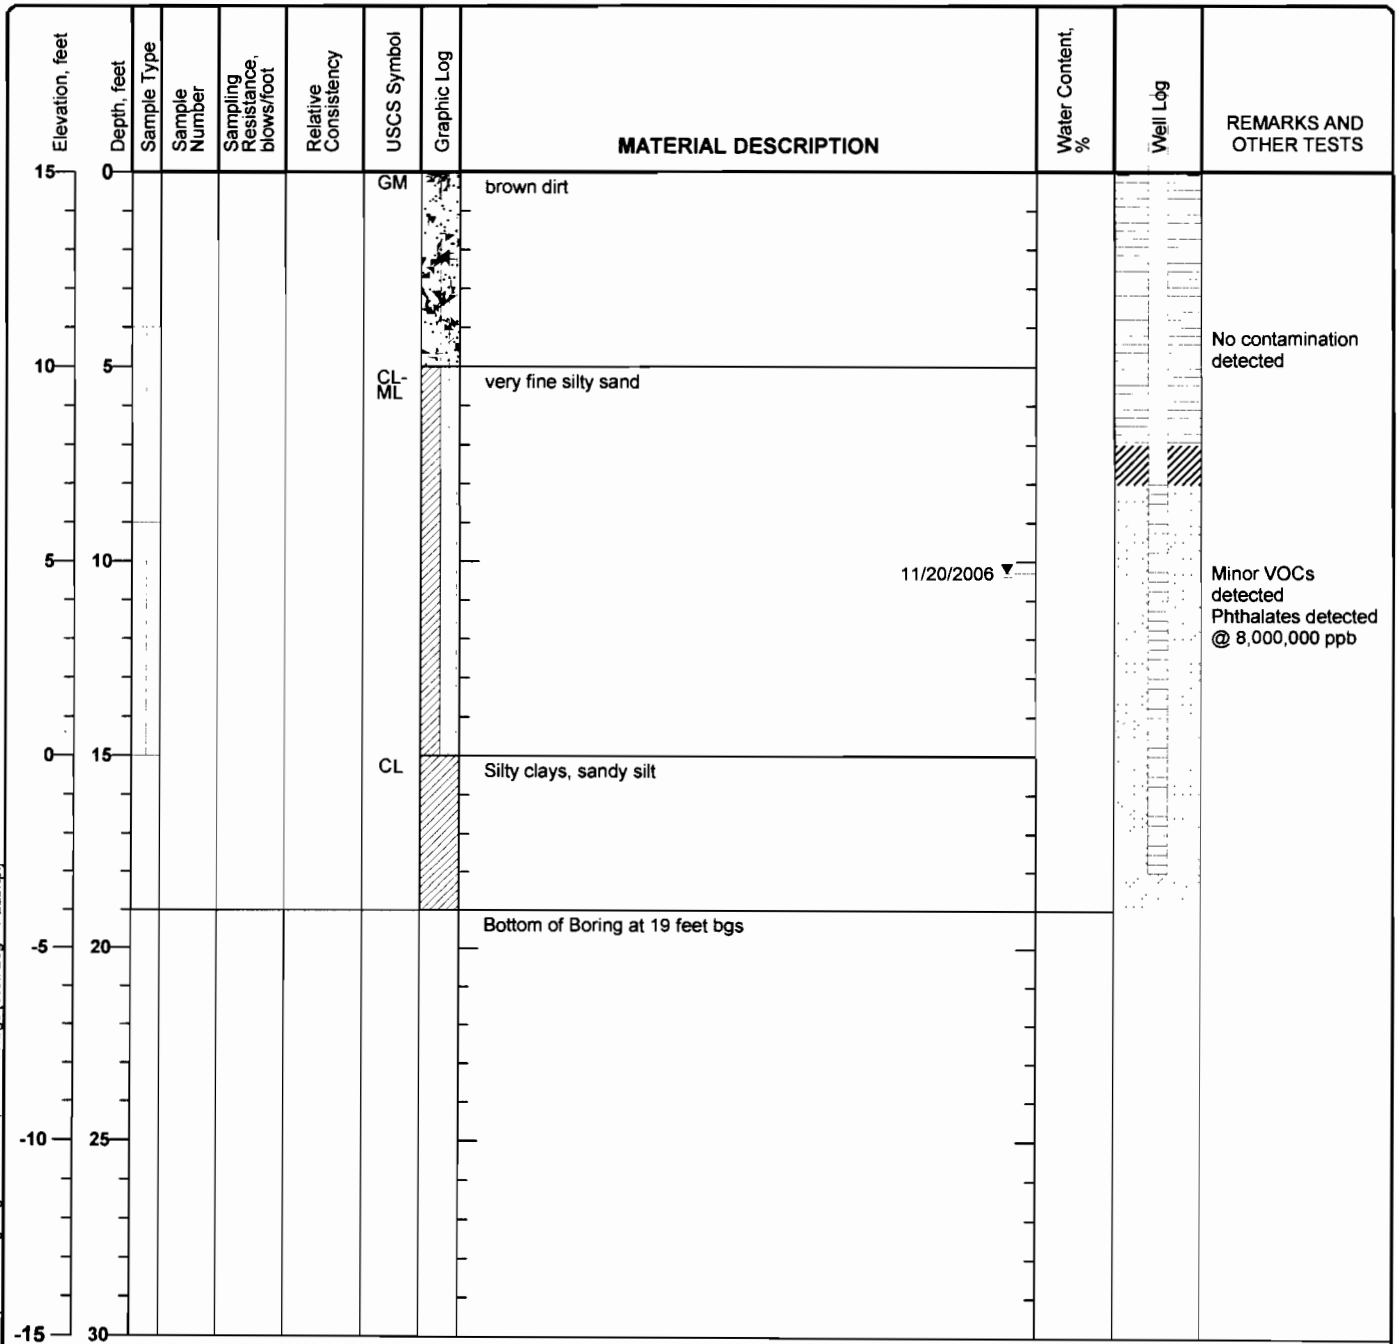 Elevation, feet
Depth, feet
Sample Type
Sample
Number
Sampling
Resistance,
blows/foot
Relative
Consistency
USCS Symbol
Graphic Log
MATERIAL DESCRIPTION
Water Content,
%
Well Log
REMARKS AND
OTHER TESTS
15 0
GM brown dirt
No contamination
detected
10 5
CL-
ML
very fine silty sand
5 10
11/20/2006
Minor VOCs
detected
Phthalates detected
@ 8,000,000 ppb
0 15
CL Silty clays, sandy silt
Bottom of Boring at 19 feet bgs
-5 20
-10 25
-15 30